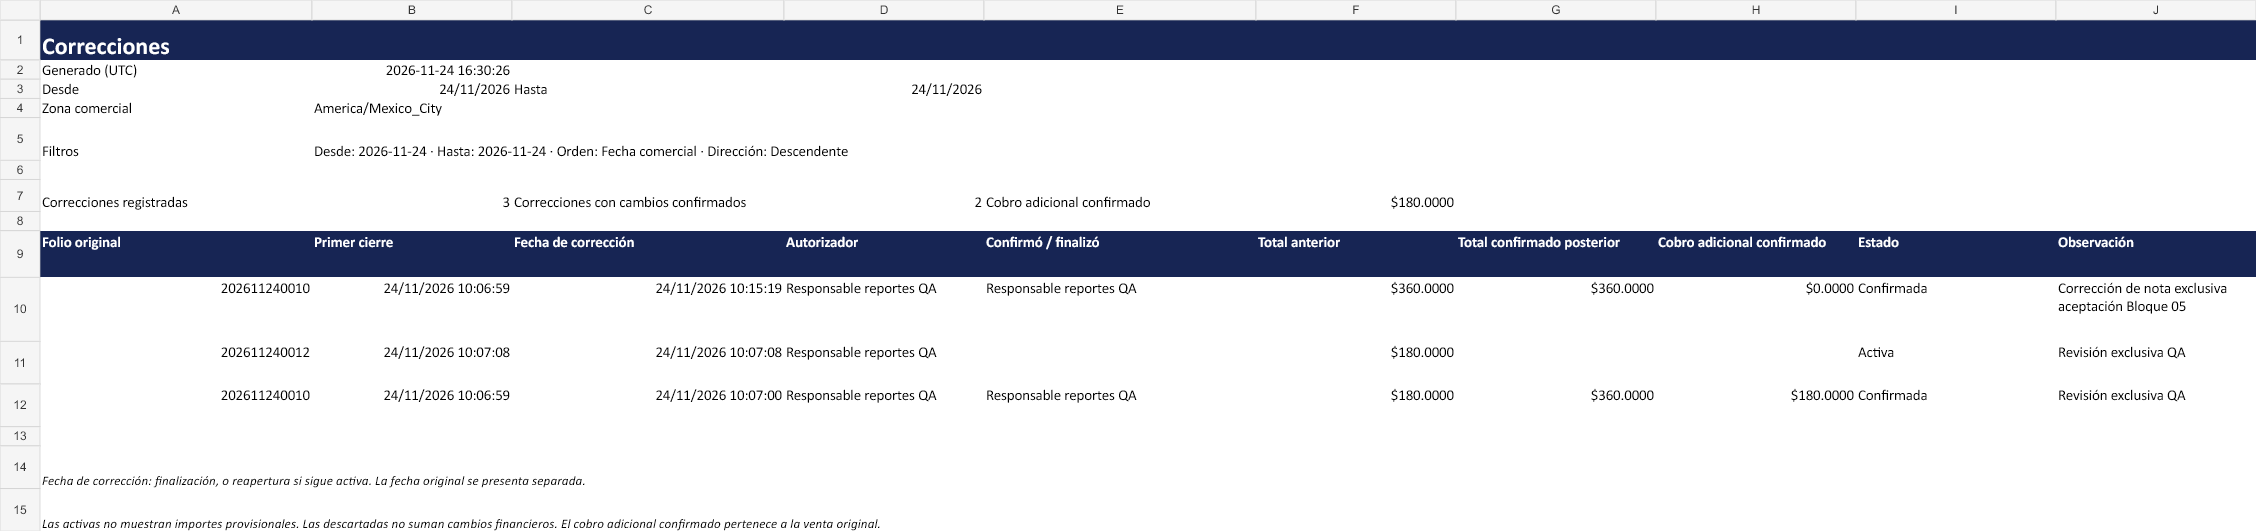 A B C D E F G H I J
1 Correcciones
2 Generado (UTC) 2026-11-24 16:30:26
3 Desde 24/11/2026 Hasta 24/11/2026
4 Zona comercial America/Mexico_City
5 Filtros Desde: 2026-11-24 · Hasta: 2026-11-24 · Orden: Fecha comercial · Dirección: Descendente
6
7 Correcciones registradas 3 Correcciones con cambios confirmados 2 Cobro adicional confirmado $180.0000
8
9 Folio original Primer cierre Fecha de corrección Autorizador Confirmó / finalizó Total anterior Total confirmado posterior Cobro adicional confirmado Estado Observación
10 202611240010 24/11/2026 10:06:59 24/11/2026 10:15:19 Responsable reportes QA Responsable reportes QA $360.0000 $360.0000 $0.0000 Confirmada Corrección de nota exclusiva
aceptación Bloque 05
11 202611240012 24/11/2026 10:07:08 24/11/2026 10:07:08 Responsable reportes QA $180.0000 Activa Revisión exclusiva QA
12 202611240010 24/11/2026 10:06:59 24/11/2026 10:07:00 Responsable reportes QA Responsable reportes QA $180.0000 $360.0000 $180.0000 Confirmada Revisión exclusiva QA
13
14 Fecha de corrección: finalización, o reapertura si sigue activa. La fecha original se presenta separada.
15 Las activas no muestran importes provisionales. Las descartadas no suman cambios financieros. El cobro adicional confirmado pertenece a la venta original.